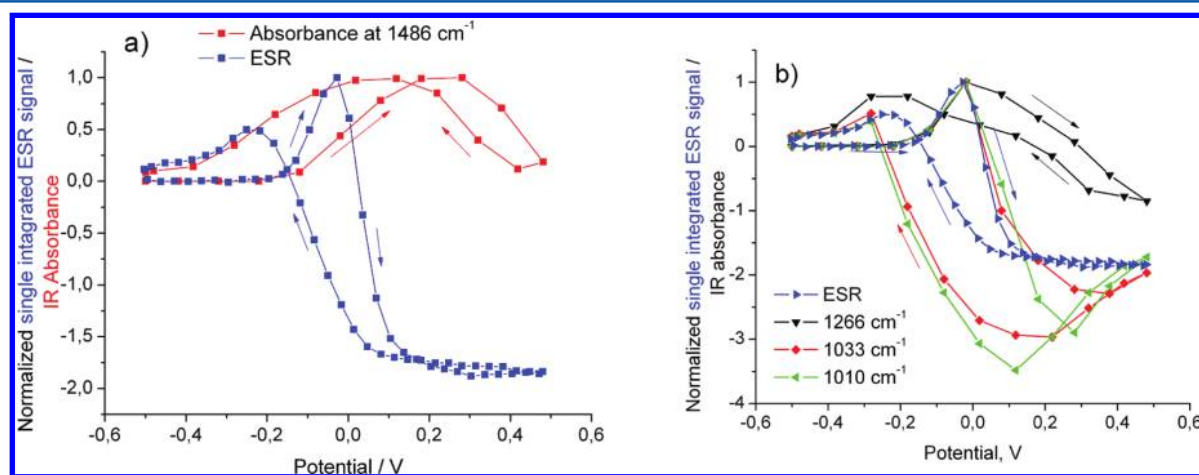 a)
Absorbance at 1486 cm⁻¹
ESR
Normalized single intagrated ESR signal /
IR Absorbance
1,0
0,5
0,0
-0,5
-1,0
-1,5
-2,0
-0,6 -0,4 -0,2 0,0 0,2 0,4 0,6
Potential / V
b)
Normalized single integrated ESR signal /
IR absorbance
1
0
-1
-2
-3
-4
ESR
1266 cm⁻¹
1033 cm⁻¹
1010 cm⁻¹
-0,6 -0,4 -0,2 0,0 0,2 0,4 0,6
Potential, V